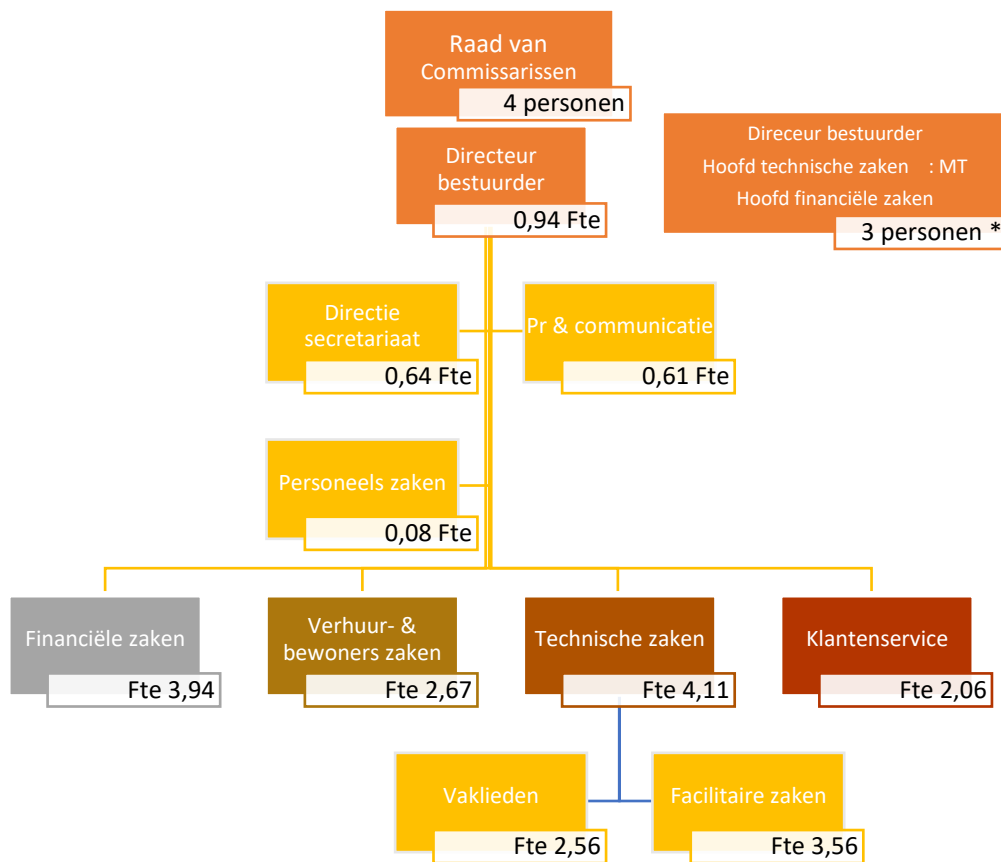 Raad van
Commissarissen
4 personen
Direceur bestuurder
Hoofd technische zaken : MT
Hoofd financiële zaken
3 personen *
Directeur
bestuurder
0,94 Fte
Directie
secretariaat
0,64 Fte
Pr & communicatie
0,61 Fte
Personeels zaken
0,08 Fte
Financiële zaken
Fte 3,94
Verhuur- &
bewoners zaken
Fte 2,67
Technische zaken
Fte 4,11
Klantenservice
Fte 2,06
Vaklieden
Fte 2,56
Facilitaire zaken
Fte 3,56